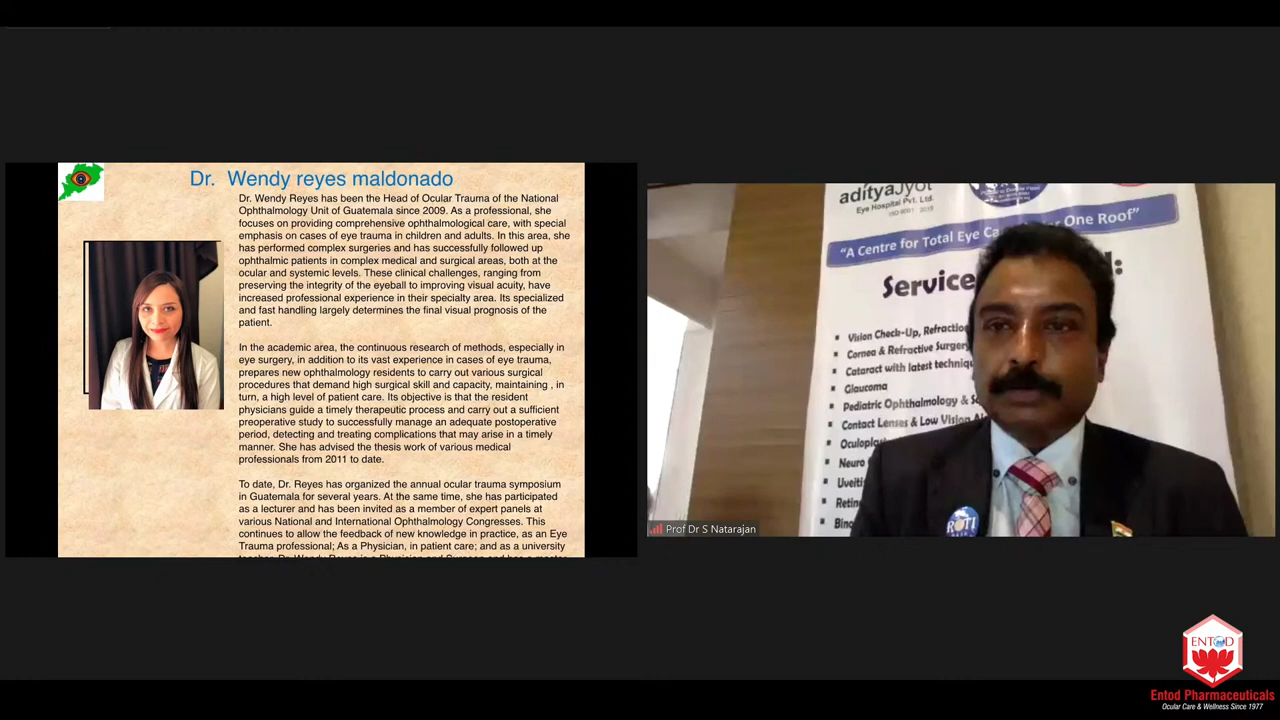 Dr. Wendy reyes maldonado
Dr. Wendy Reyes has been the Head of Ocular Trauma of the National
Ophthalmology Unit of Guatemala since 2009. As a professional, she
focuses on providing comprehensive ophthalmological care, with special
emphasis on cases of eye trauma in children and adults. In this area, she
has performed complex surgeries and has successfully followed up
ophthalmic patients in complex medical and surgical areas, both at the
ocular and systemic levels. These clinical challenges, ranging from
preserving the integrity of the eyeball to improving visual acuity, have
increased professional experience in their specialty area. Its specialized
and fast handling largely determines the final visual prognosis of the
patient.
In the academic area, the continuous research of methods, especially in
eye surgery, in addition to its vast experience in cases of eye trauma,
prepares new ophthalmology residents to carry out various surgical
procedures that demand high surgical skill and capacity, maintaining , in
turn, a high level of patient care. Its objective is that the resident
physicians guide a timely therapeutic process and carry out a sufficient
preoperative study to successfully manage an adequate postoperative
period, detecting and treating complications that may arise in a timely
manner. She has advised the thesis work of various medical
professionals from 2011 to date.
To date, Dr. Reyes has organized the annual ocular trauma symposium
in Guatemala for several years. At the same time, she has participated
as a lecturer and has been invited as a member of expert panels at
various National and International Ophthalmology Congresses. This
continues to allow the feedback of new knowledge in practice, as an Eye
Trauma professional; As a Physician, in patient care; and as a university
adityaJyot
Eye Hospital Pvt. Ltd.
ISO 9001
"A Centre for Total Eye One Roof"
Service
Vision Check-Up, Refractio
Cornea & Refractive Surgery
Cataract with latest techniq
Glaucoma
Pediatric Ophthalmology &
Contact Lenses & Low Vision
Oculopla
Neuro
Uveiti
Retin
Bino
ROTI
Prof Dr S Natarajan
ENTOD
Entod Pharmaceuticals
Ocular Care & Wellness Since 1977